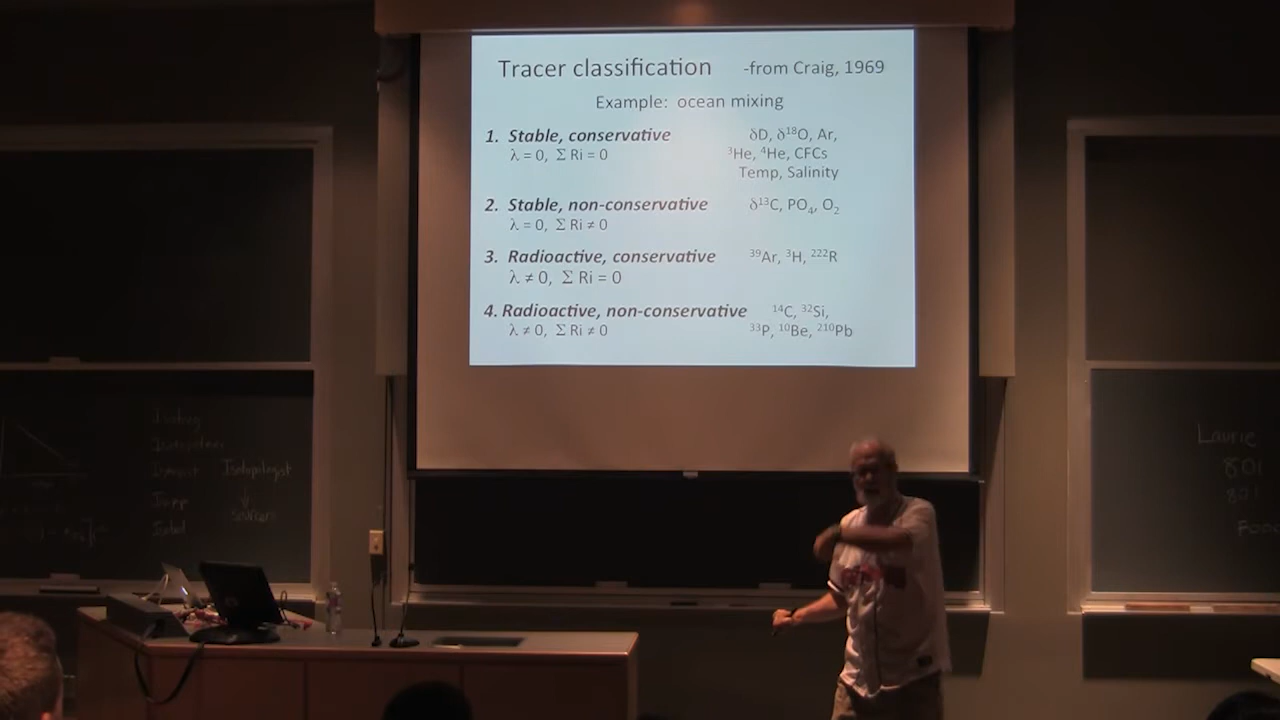 Tracer classification -from Craig, 1969
Example: ocean mixing
1. Stable, conservative δD, δ¹⁸O, Ar,
λ = 0, Σ Ri = 0 ³He, ⁴He, CFCs
Temp, Salinity
2. Stable, non-conservative δ¹³C, PO₄, O₂
λ = 0, Σ Ri ≠ 0
3. Radioactive, conservative ³⁹Ar, ³H, ²²²R
λ ≠ 0, Σ Ri = 0
4. Radioactive, non-conservative ¹⁴C, ³²Si,
λ ≠ 0, Σ Ri ≠ 0 ³³P, ¹⁰Be, ²¹⁰Pb
Isotopologist
Laurie
801
801